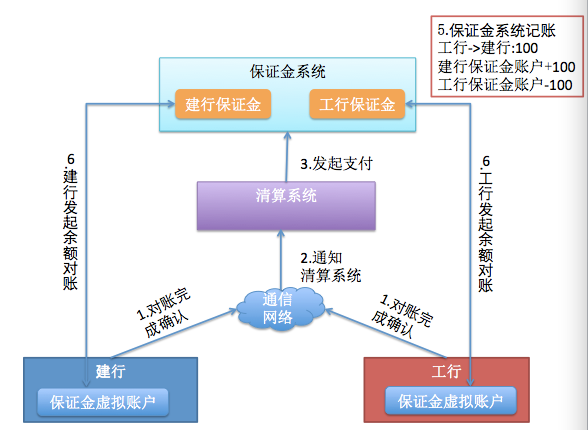 5.保证金系统记账
工行->建行:100
建行保证金账户+100
工行保证金账户-100
保证金系统
建行保证金
工行保证金
3.发起支付
清算系统
6.建行发起余额对账
6.工行发起余额对账
2.通知
清算系统
通信
网络
1.对账完
成确认
1.对账完
成确认
建行
保证金虚拟账户
工行
保证金虚拟账户